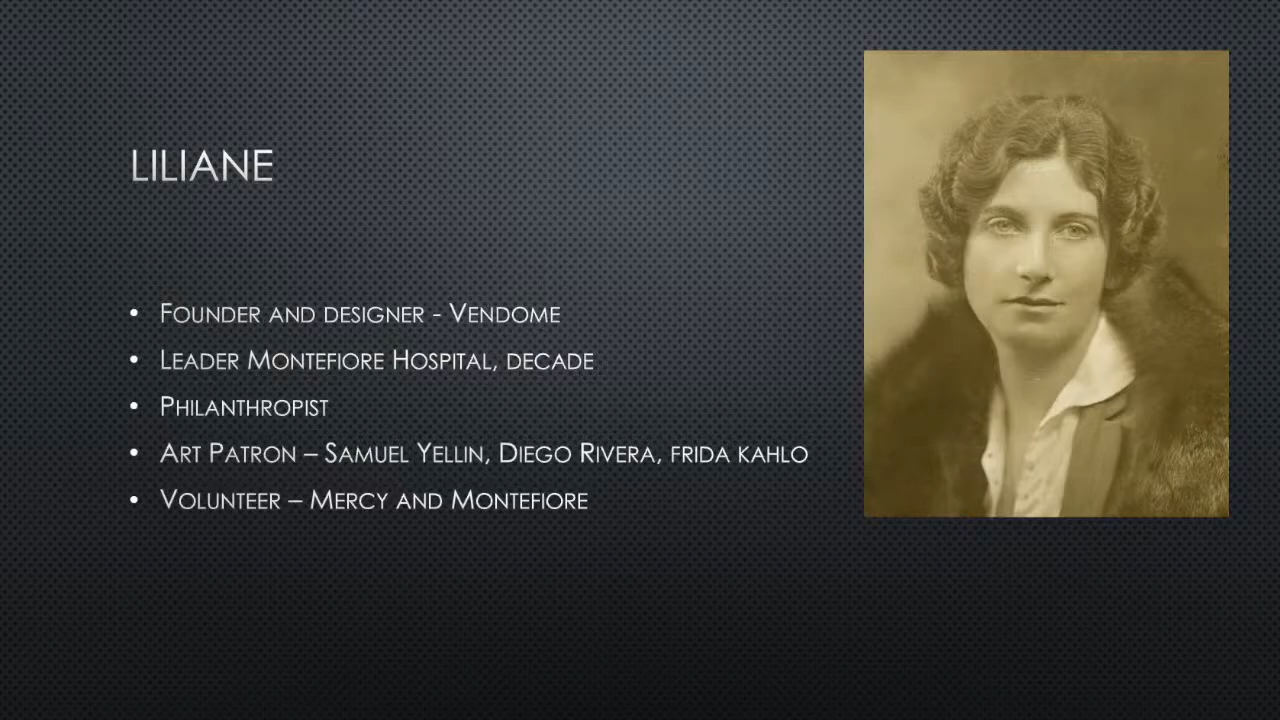 LILIANE
• Founder and designer - Vendome
• Leader Montefiore Hospital, decade
• Philanthropist
• Art Patron – Samuel Yellin, Diego Rivera, frida kahlo
• Volunteer – Mercy and Montefiore